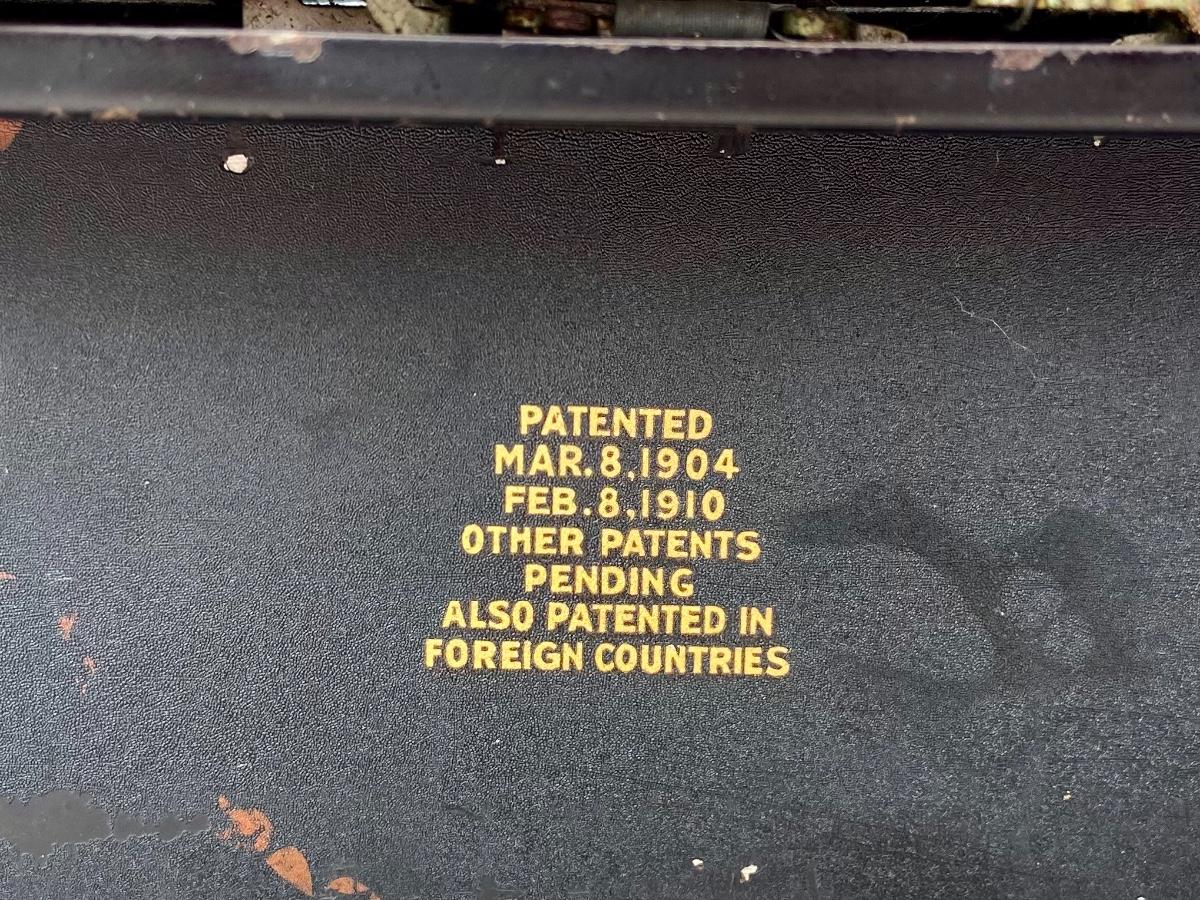 PATENTED
MAR. 8, 1904
FEB. 8, 1910
OTHER PATENTS
PENDING
ALSO PATENTED IN
FOREIGN COUNTRIES